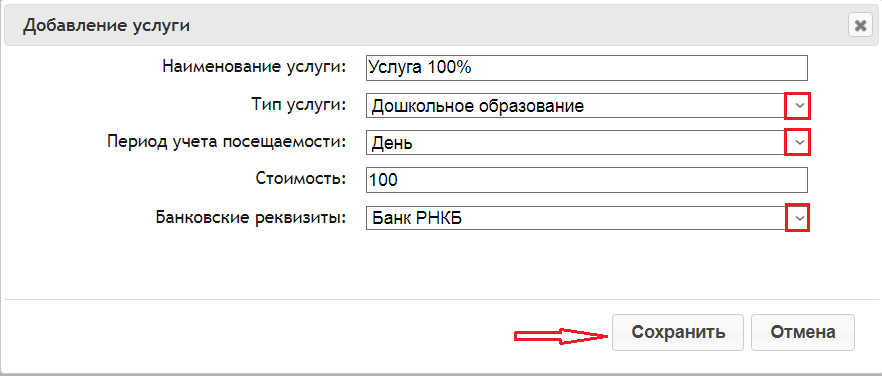 Добавление услуги
Наименование услуги: Услуга 100%
Тип услуги: Дошкольное образование
Период учета посещаемости: День
Стоимость: 100
Банковские реквизиты: Банк РНКБ
Сохранить Отмена